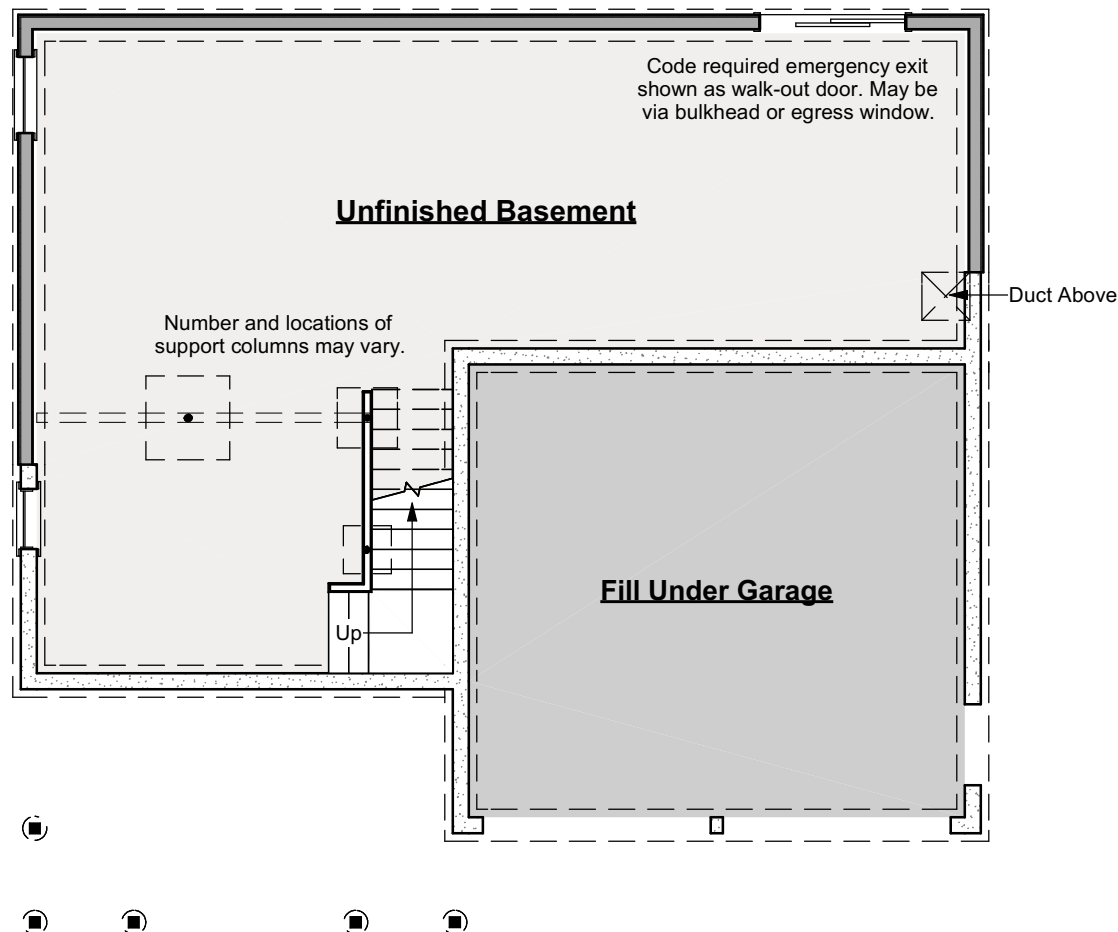 Code required emergency exit
shown as walk-out door. May be
via bulkhead or egress window.
Unfinished Basement
Duct Above
Number and locations of
support columns may vary.
Fill Under Garage
Up